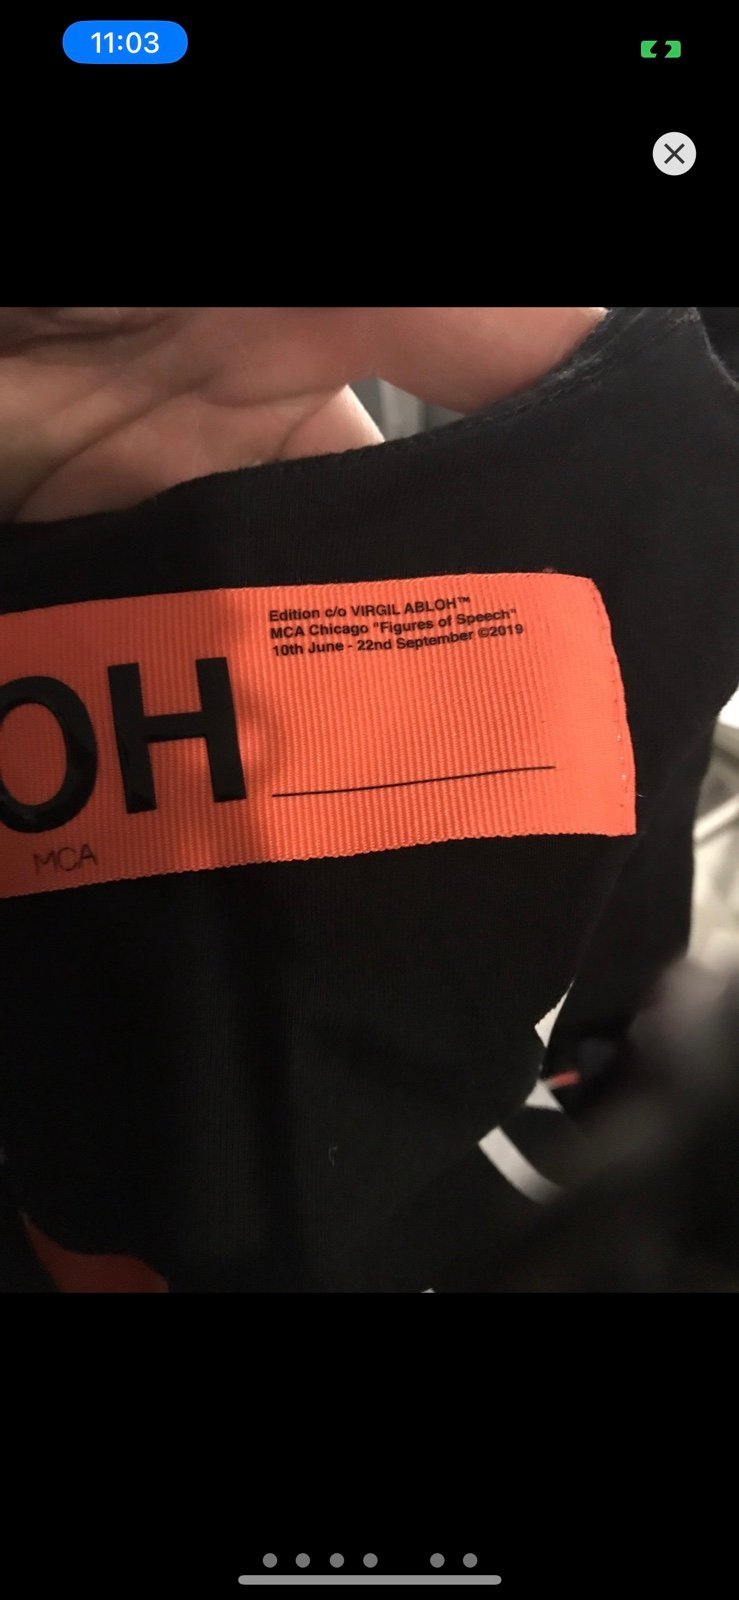 11:03
Edition c/o VIRGIL ABLOH™
MCA Chicago "Figures of Speech"
10th June - 22nd September ©2019
OH
MCA